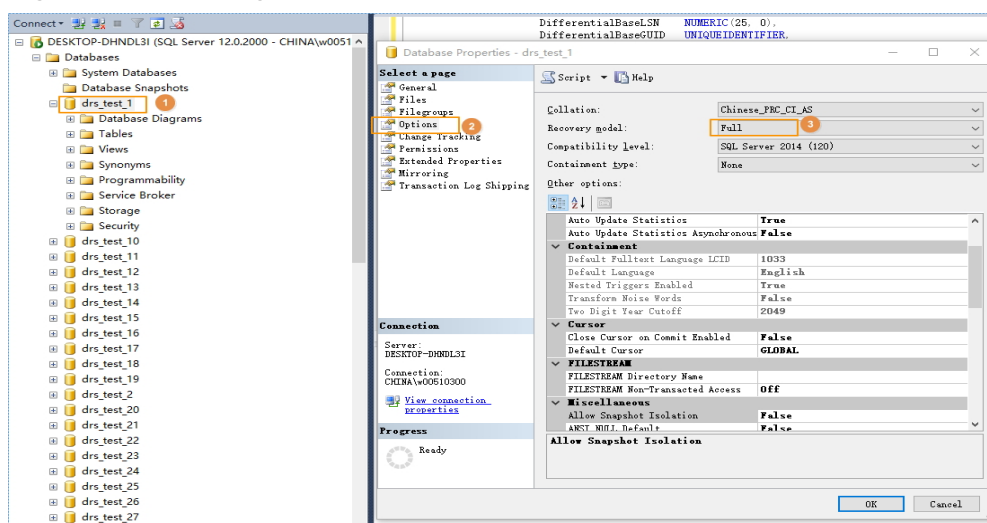 Connect
DESKTOP-DHNDL3I (SQL Server 12.0.2000 - CHINA\w0051
Databases
System Databases
Database Snapshots
drs_test_1
1
Database Diagrams
Tables
Views
Synonyms
Programmability
Service Broker
Storage
Security
drs_test_10
drs_test_11
drs_test_12
drs_test_13
drs_test_14
drs_test_15
drs_test_16
drs_test_17
drs_test_18
drs_test_19
drs_test_2
drs_test_20
drs_test_21
drs_test_22
drs_test_23
drs_test_24
drs_test_25
drs_test_26
drs_test_27
DifferentialBaseLSN NUMERIC(25, 0),
DifferentialBaseGUID UNIQUEIDENTIFIER,
Database Properties - drs_test_1
Select a page
General
Files
Filegroups
Options
2
Change Tracking
Permissions
Extended Properties
Mirroring
Transaction Log Shipping
Connection
Server:
DESKTOP-DHNDL3I
Connection:
CHINA\w00510300
View connection
properties
Progress
Ready
Script Help
Collation: Chinese_PRC_CI_AS
Recovery model: Full
3
Compatibility level: SQL Server 2014 (120)
Containment type: None
Other options:
Auto Update Statistics True
Auto Update Statistics Asynchronous False
Containment
Default Fulltext Language LCID 1033
Default Language English
Nested Triggers Enabled True
Transform Noise Words False
Two Digit Year Cutoff 2049
Cursor
Close Cursor on Commit Enabled False
Default Cursor GLOBAL
FILESTREAM
FILESTREAM Directory Name
FILESTREAM Non-Transacted Access Off
Miscellaneous
Allow Snapshot Isolation False
ANSI NULL Default False
Allow Snapshot Isolation
OK Cancel